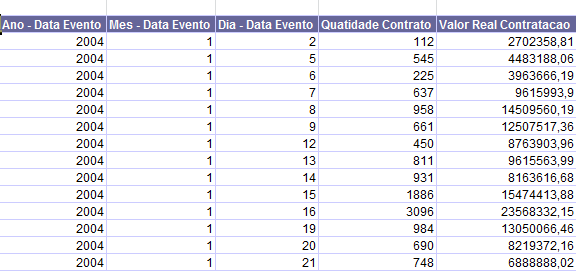 Ano - Data Evento Mes - Data Evento Dia - Data Evento Quatidade Contrato Valor Real Contratacao
2004 1 2 112 2702358,81
2004 1 5 545 4483188,06
2004 1 6 225 3963666,19
2004 1 7 637 9615993,9
2004 1 8 958 14509560,19
2004 1 9 661 12507517,36
2004 1 12 450 8763903,96
2004 1 13 811 9615563,99
2004 1 14 931 8163616,68
2004 1 15 1886 15474413,88
2004 1 16 3096 23568332,15
2004 1 19 984 13050066,46
2004 1 20 690 8219372,16
2004 1 21 748 6888888,02